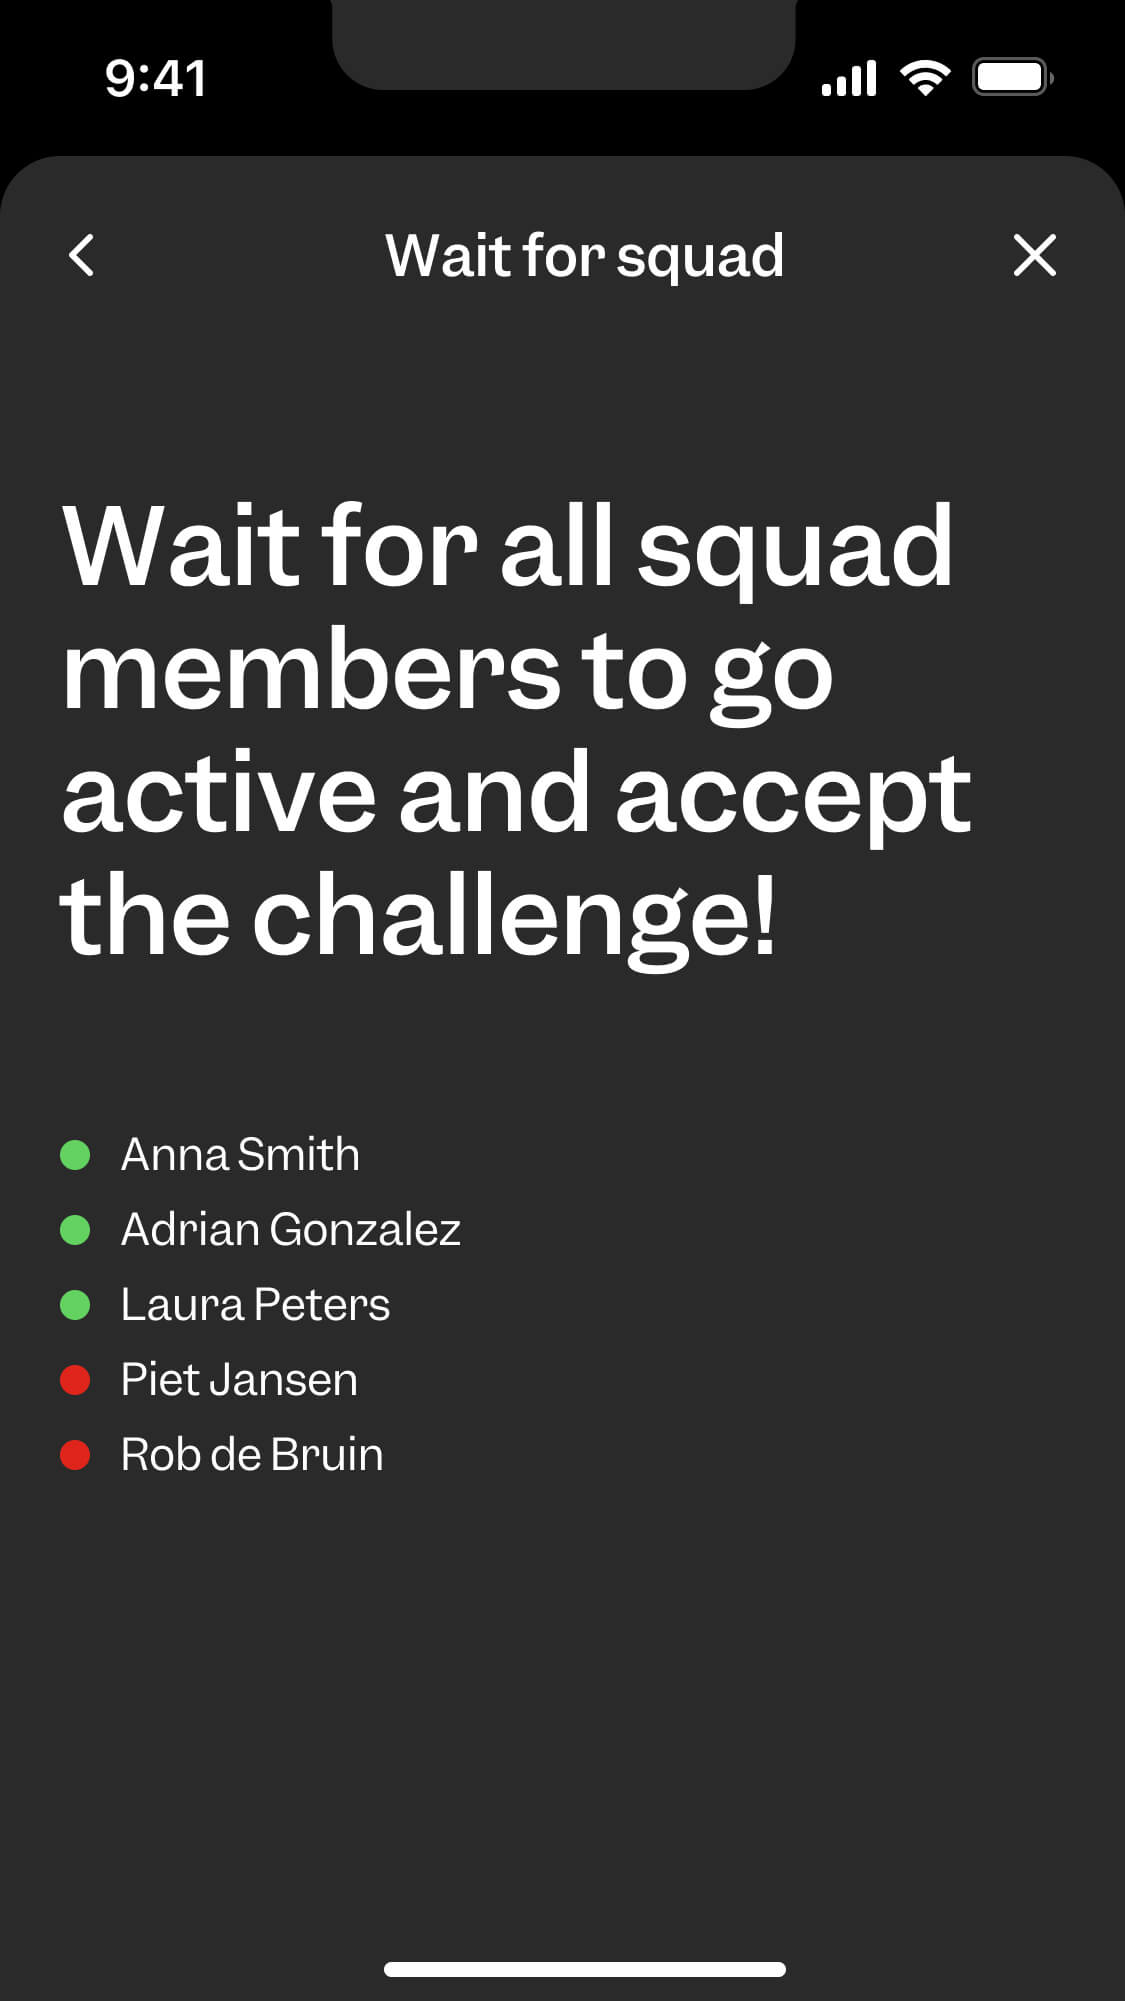 9:41
Wait for squad
Wait for all squad
members to go
active and accept
the challenge!
Anna Smith
Adrian Gonzalez
Laura Peters
Piet Jansen
Rob de Bruin